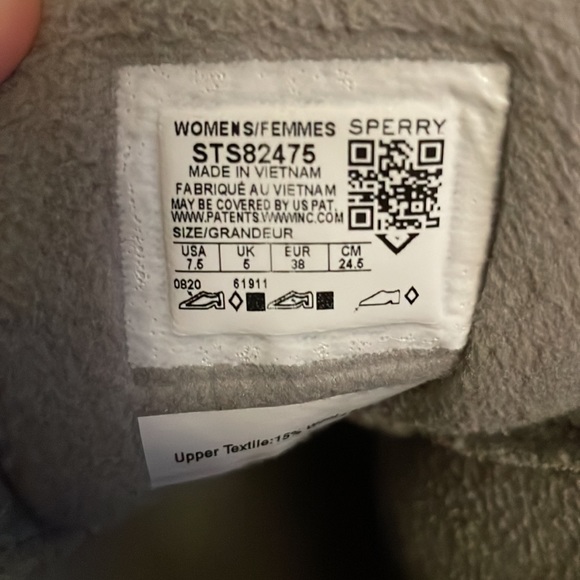 WOMENS/FEMMES SPERRY
STS82475
MADE IN VIETNAM
FABRIQUÉ AU VIETNAM
MAY BE COVERED BY US PAT.
WWW.PATENTS.WWWINC.COM
SIZE/GRANDEUR
USA UK EUR CM
7.5 5 38 24.5
0820 61911
Upper Textile:15%